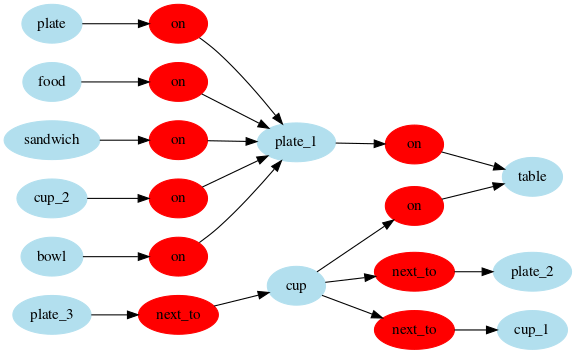 plate on
food on
sandwich on plate_1 on
cup_2 on on table
bowl on
plate_3 next_to cup next_to plate_2
next_to cup_1